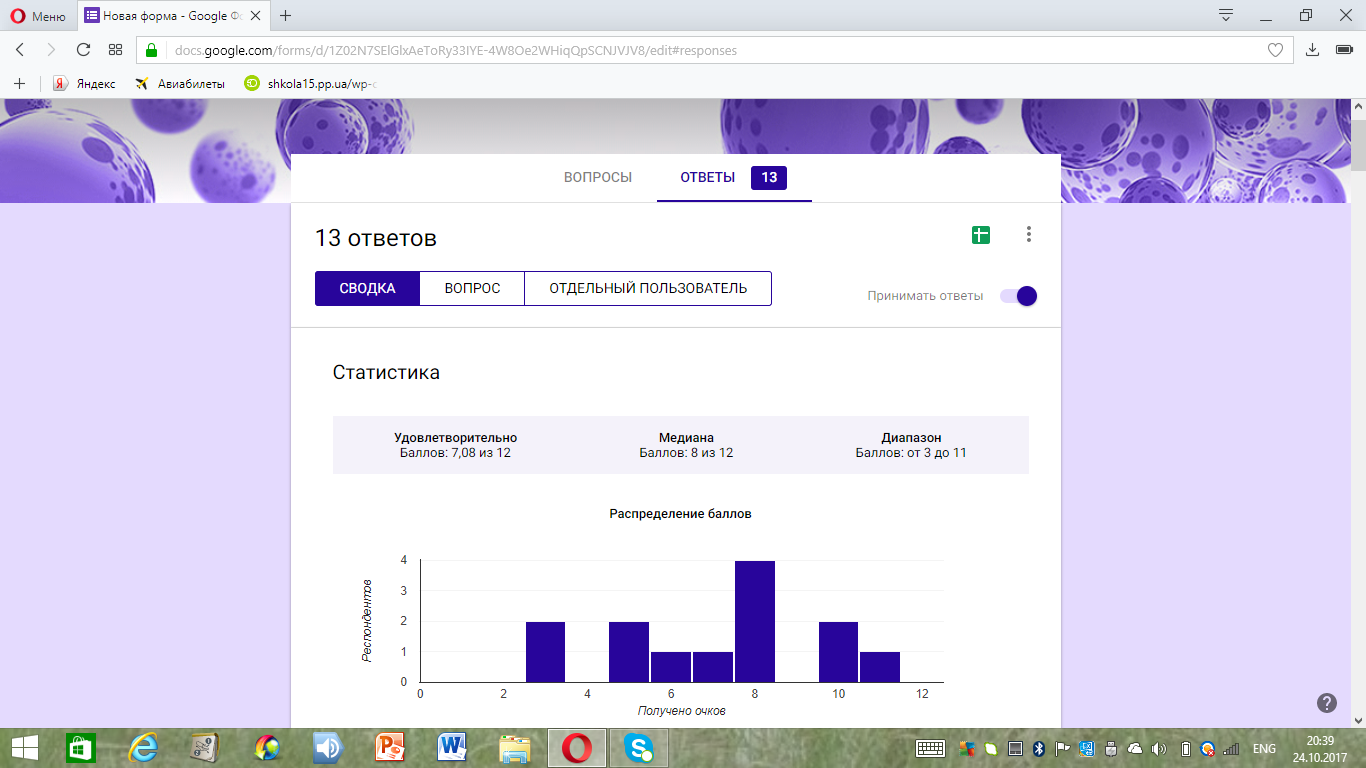 Меню
Новая форма - Google Ф
docs.google.com/forms/d/1Z02N7SElGlxAeToRy33IYE-4W8Oe2WHiqQpSCNJVJV8/edit#responses
Яндекс
Авиабилеты
shkola15.pp.ua/wp-c
ВОПРОСЫ
ОТВЕТЫ 13
13 ответов
СВОДКА
ВОПРОС
ОТДЕЛЬНЫЙ ПОЛЬЗОВАТЕЛЬ
Принимать ответы
Статистика
Удовлетворительно
Баллов: 7,08 из 12
Медиана
Баллов: 8 из 12
Диапазон
Баллов: от 3 до 11
Распределение баллов
Респондентов
4
3
2
1
0
0 2 4 6 8 10 12
Получено очков
ENG
20:39
24.10.2017